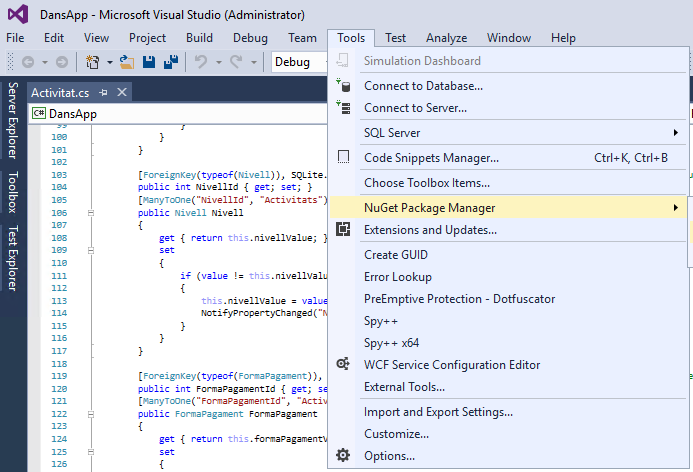 DansApp - Microsoft Visual Studio (Administrator)
File Edit View Project Build Debug Team Tools Test Analyze Window Help
Debug
Server Explorer
Toolbox
Test Explorer
Activitat.cs
C# DansApp
Simulation Dashboard
Connect to Database...
Connect to Server...
SQL Server
Code Snippets Manager... Ctrl+K, Ctrl+B
Choose Toolbox Items...
NuGet Package Manager
Extensions and Updates...
Create GUID
Error Lookup
PreEmptive Protection - Dotfuscator
Spy++
Spy++ x64
WCF Service Configuration Editor
External Tools...
Import and Export Settings...
Customize...
Options...
99 }
100 }
101 }
102
103 [ForeignKey(typeof(Nivell)), SQLite.
104 public int NivellId { get; set; }
105 [ManyToOne("NivellId", "Activitats")
106 public Nivell Nivell
107 {
108 get { return this.nivellValue; }
109 set
110 {
111 if (value != this.nivellValu
112 {
113 this.nivellValue = value
114 NotifyPropertyChanged("N
115 }
116 }
117 }
118
119 [ForeignKey(typeof(FormaPagament)),
120 public int FormaPagamentId { get; se
121 [ManyToOne("FormaPagamentId", "Activ
122 public FormaPagament FormaPagament
123 {
124 get { return this.formaPagamentV
125 set
126 {